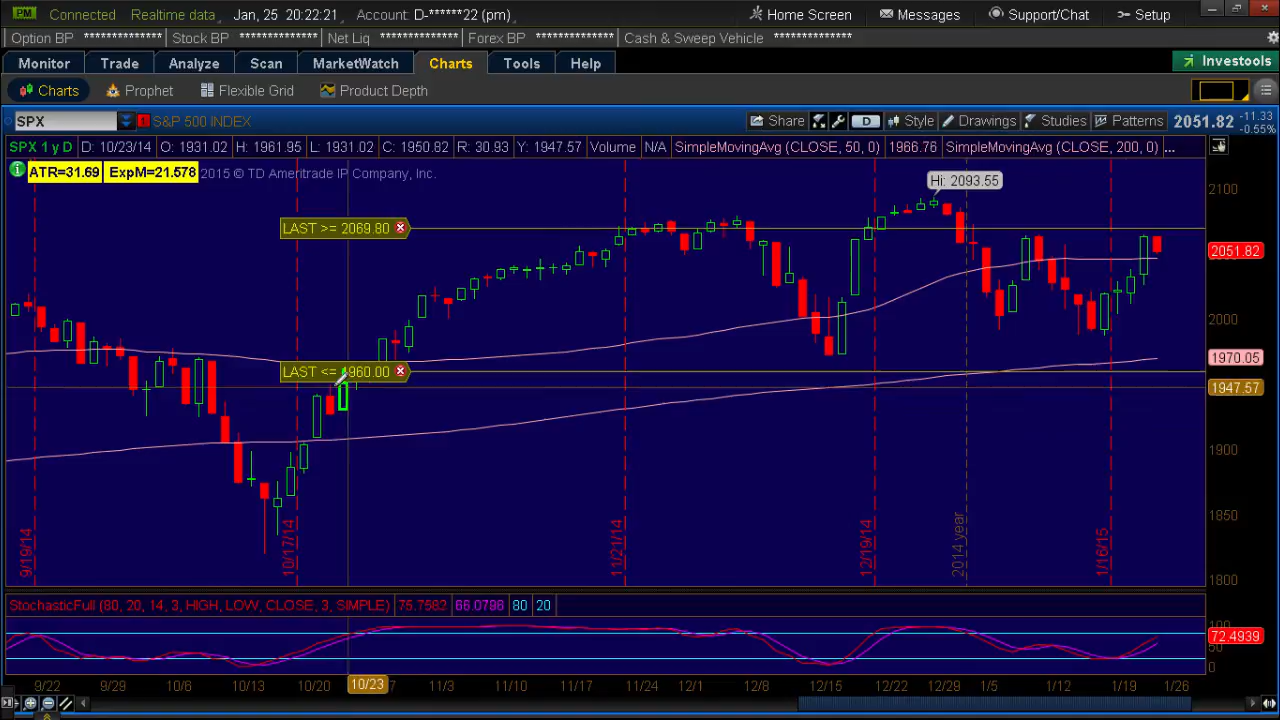 PM Connected Realtime data Jan, 25 20:22:21 Account: D-******22 (pm) Home Screen Messages Support/Chat Setup
Option BP ************** Stock BP ************** Net Liq ************** Forex BP ************** Cash & Sweep Vehicle **************
Monitor Trade Analyze Scan MarketWatch Charts Tools Help Investools
Charts Prophet Flexible Grid Product Depth
SPX S&P 500 INDEX Share D Style Drawings Studies Patterns 2051.82 -11.33 -0.55%
SPX 1 y D D: 10/23/14 O: 1931.02 H: 1961.95 L: 1931.02 C: 1950.82 R: 30.93 Y: 1947.57 Volume N/A SimpleMovingAvg (CLOSE, 50, 0) 1966.76 SimpleMovingAvg (CLOSE, 200, 0) ...
ATR=31.69 ExpM=21.578 2015 © TD Ameritrade IP Company, Inc.
Hi: 2093.55
2100
LAST >= 2069.80
2051.82
2000
1970.05
LAST <= 1960.00
1947.57
1900
1850
1800
9/19/14
10/17/14
11/21/14
12/19/14
2014 year
1/16/15
StochasticFull (80, 20, 14, 3, HIGH, LOW, CLOSE, 3, SIMPLE) 75.7582 66.0796 80 20
100
72.4939
50
0
9/22 9/29 10/6 10/13 10/20 10/23 7 11/3 11/10 11/17 11/24 12/1 12/8 12/15 12/22 12/29 1/5 1/12 1/19 1/26